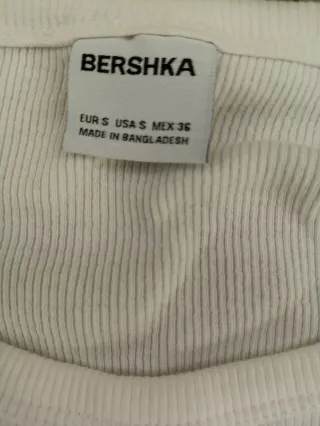 BERSHKA
EUR S USA S MEX 36
MADE IN BANGLADESH